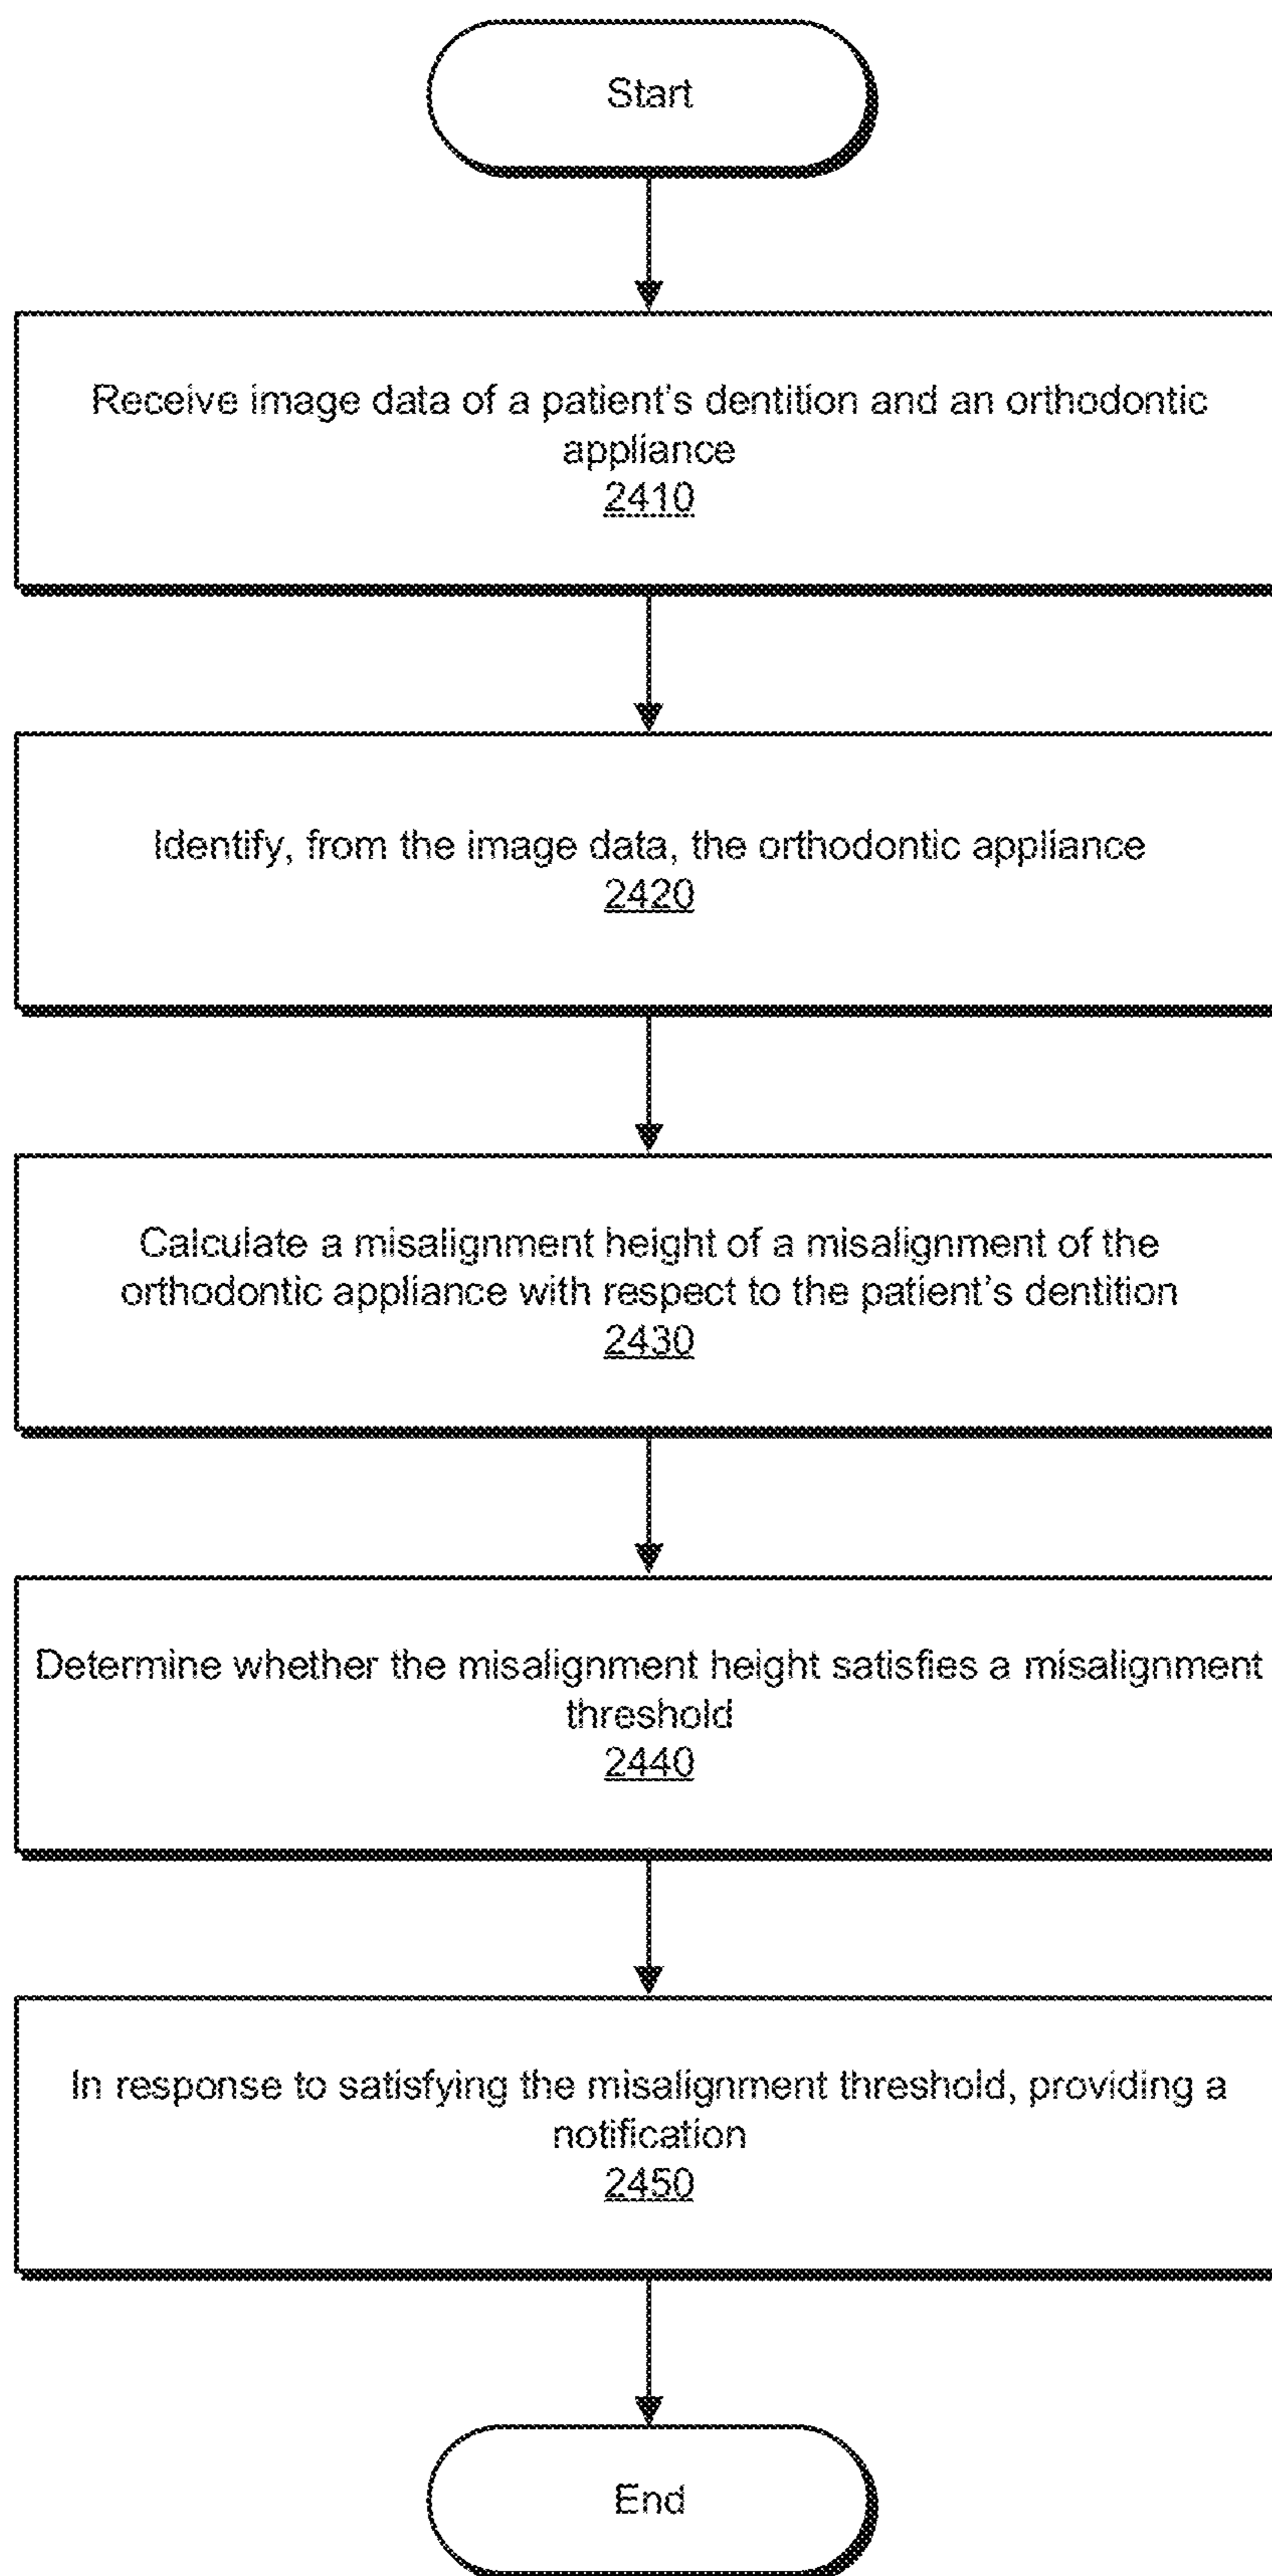 Start
Receive image data of a patient's dentition and an orthodontic
appliance
2410
Identify, from the image data, the orthodontic appliance
2420
Calculate a misalignment height of a misalignment of the
orthodontic appliance with respect to the patient's dentition
2430
Determine whether the misalignment height satisfies a misalignment
threshold
2440
In response to satisfying the misalignment threshold, providing a
notification
2450
End